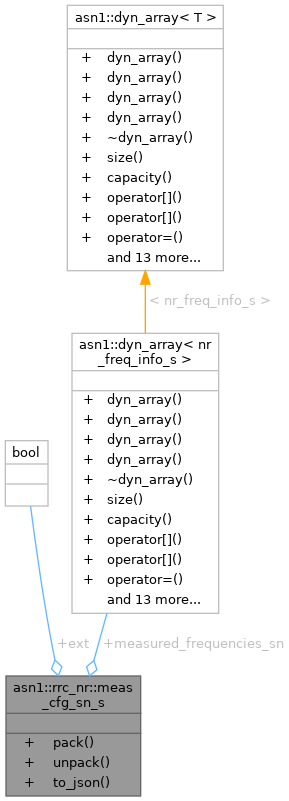 asn1::dyn_array< T >
+ dyn_array()
+ dyn_array()
+ dyn_array()
+ dyn_array()
+ ~dyn_array()
+ size()
+ capacity()
+ operator[]()
+ operator[]()
+ operator=()
and 13 more...
< nr_freq_info_s >
asn1::dyn_array< nr
_freq_info_s >
+ dyn_array()
+ dyn_array()
+ dyn_array()
+ dyn_array()
+ ~dyn_array()
+ size()
+ capacity()
+ operator[]()
+ operator[]()
+ operator=()
and 13 more...
bool
+ext
+measured_frequencies_sn
asn1::rrc_nr::meas
_cfg_sn_s
+ pack()
+ unpack()
+ to_json()